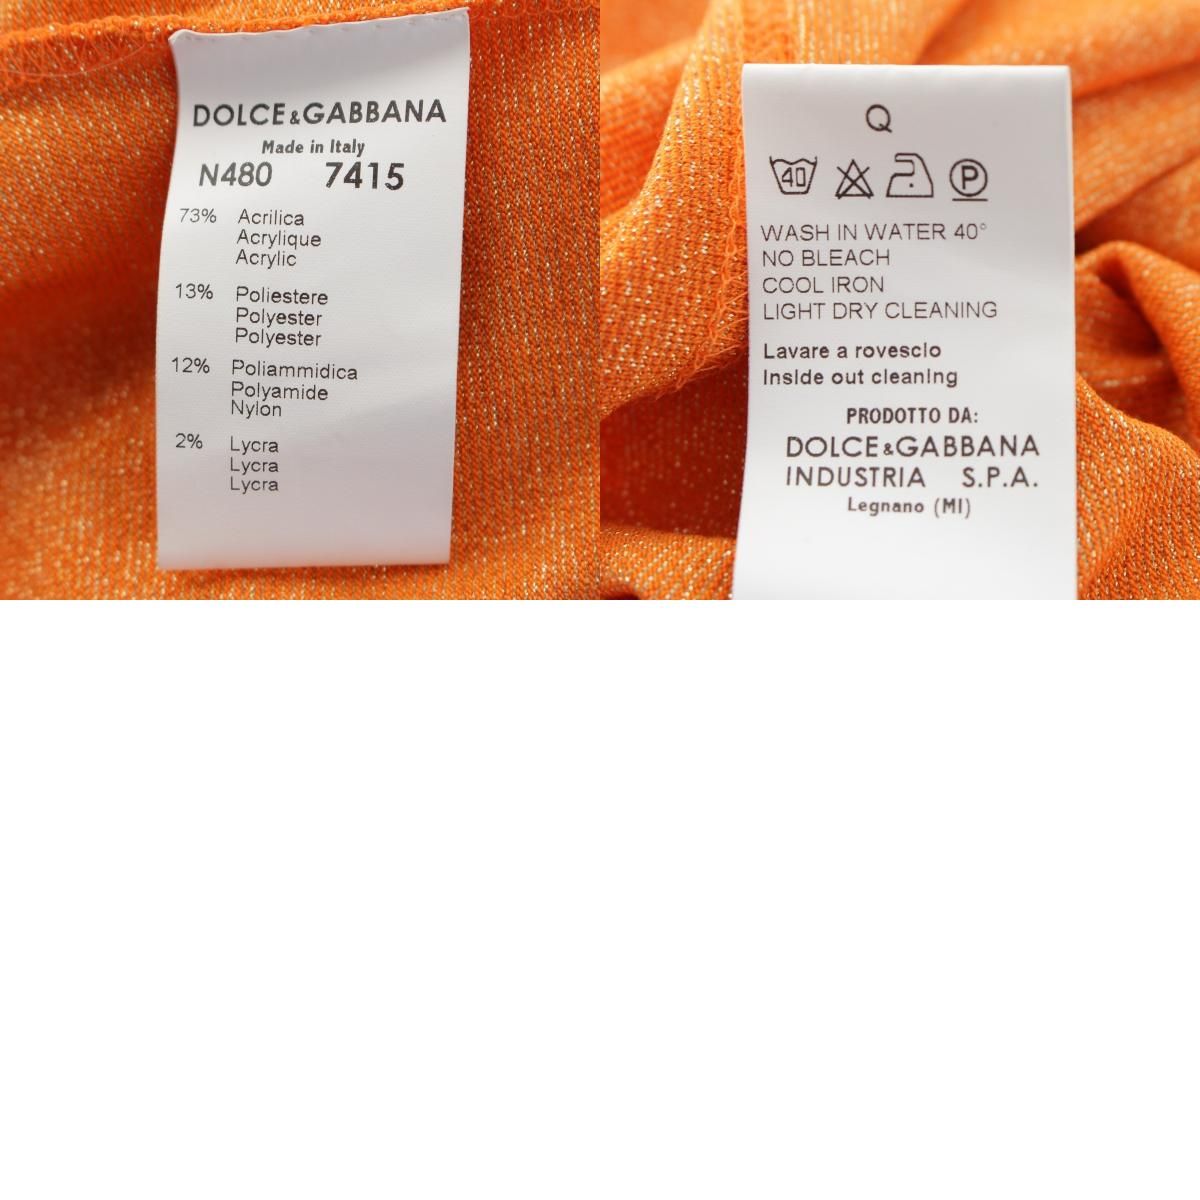 DOLCE&GABBANA
Made in Italy
N480 7415
73% Acrilica
Acrylique
Acrylic
13% Poliestere
Polyester
Polyester
12% Poliammidica
Polyamide
Nylon
2% Lycra
Lycra
Lycra
Q
40 P
WASH IN WATER 40°
NO BLEACH
COOL IRON
LIGHT DRY CLEANING
Lavare a rovescio
Inside out cleaning
PRODOTTO DA:
DOLCE&GABBANA
INDUSTRIA S.P.A.
Legnano (MI)